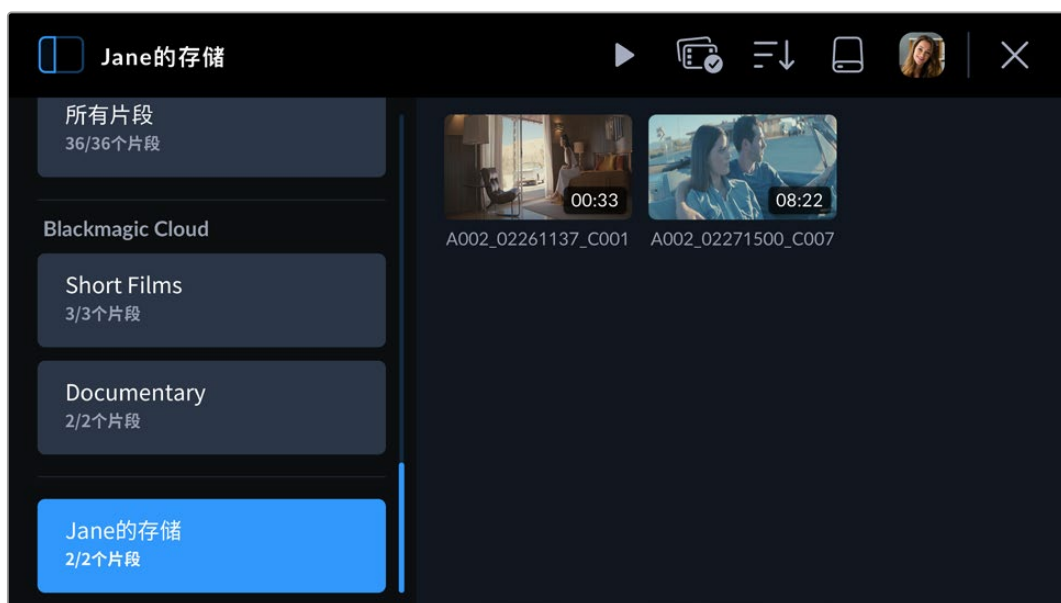 Jane的存储
所有片段
36/36个片段
Blackmagic Cloud
Short Films
3/3个片段
Documentary
2/2个片段
Jane的存储
2/2个片段
00:33
08:22
A002_02261137_C001
A002_02271500_C007